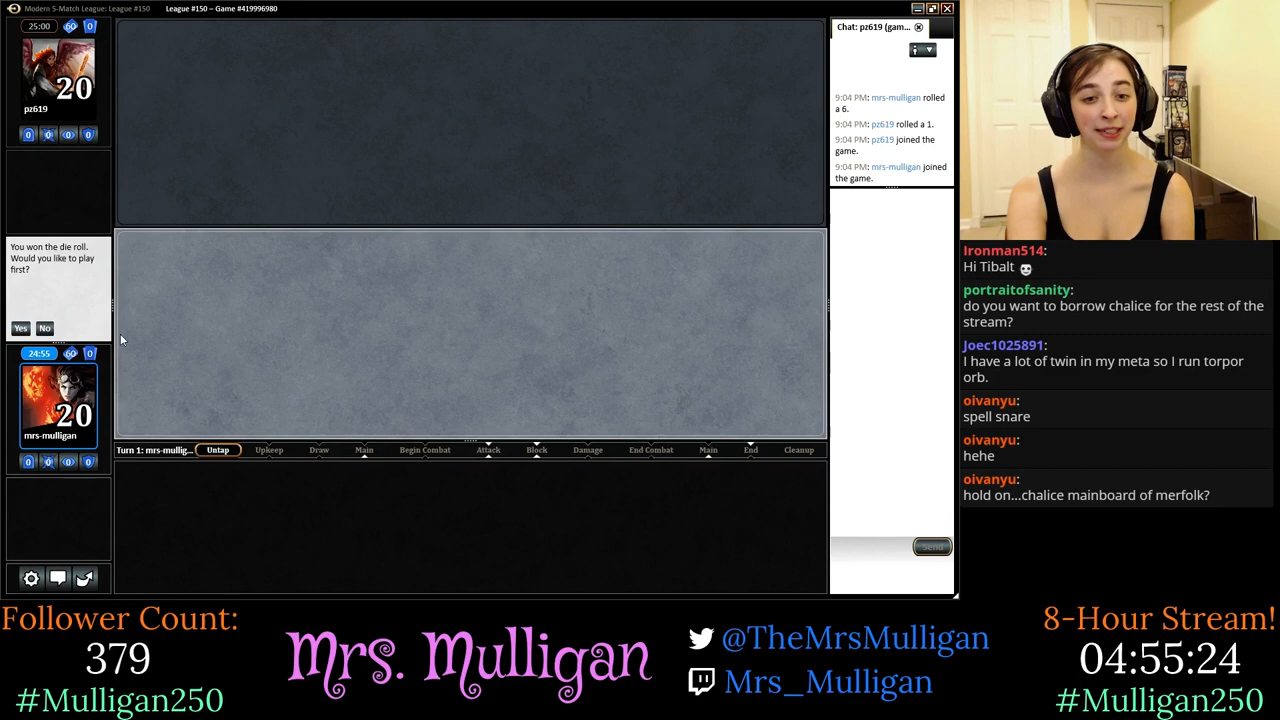 Modern 5-Match League: League #150 League #150 – Game #419996980
25:00 60 0
20
pz619
0 0 0 0
You won the die roll.
Would you like to play
first?
Yes No
24:55 60 0
20
mrs-mulligan
0 0 0 0
Turn 1: mrs-mullig... Untap Upkeep Draw Main Begin Combat Attack Block Damage End Combat Main End Cleanup
Chat: pz619 (gam...
9:04 PM: mrs-mulligan rolled
a 6.
9:04 PM: pz619 rolled a 1.
9:04 PM: pz619 joined the
game.
9:04 PM: mrs-mulligan joined
the game.
Send
Ironman514:
Hi Tibalt
portraitofsanity:
do you want to borrow chalice for the rest of the
stream?
Joec1025891:
I have a lot of twin in my meta so I run torpor
orb.
oivanyu:
spell snare
oivanyu:
hehe
oivanyu:
hold on...chalice mainboard of merfolk?
Follower Count:
379
#Mulligan250
Mrs. Mulligan
@TheMrsMulligan
Mrs_Mulligan
8-Hour Stream!
04:55:24
#Mulligan250